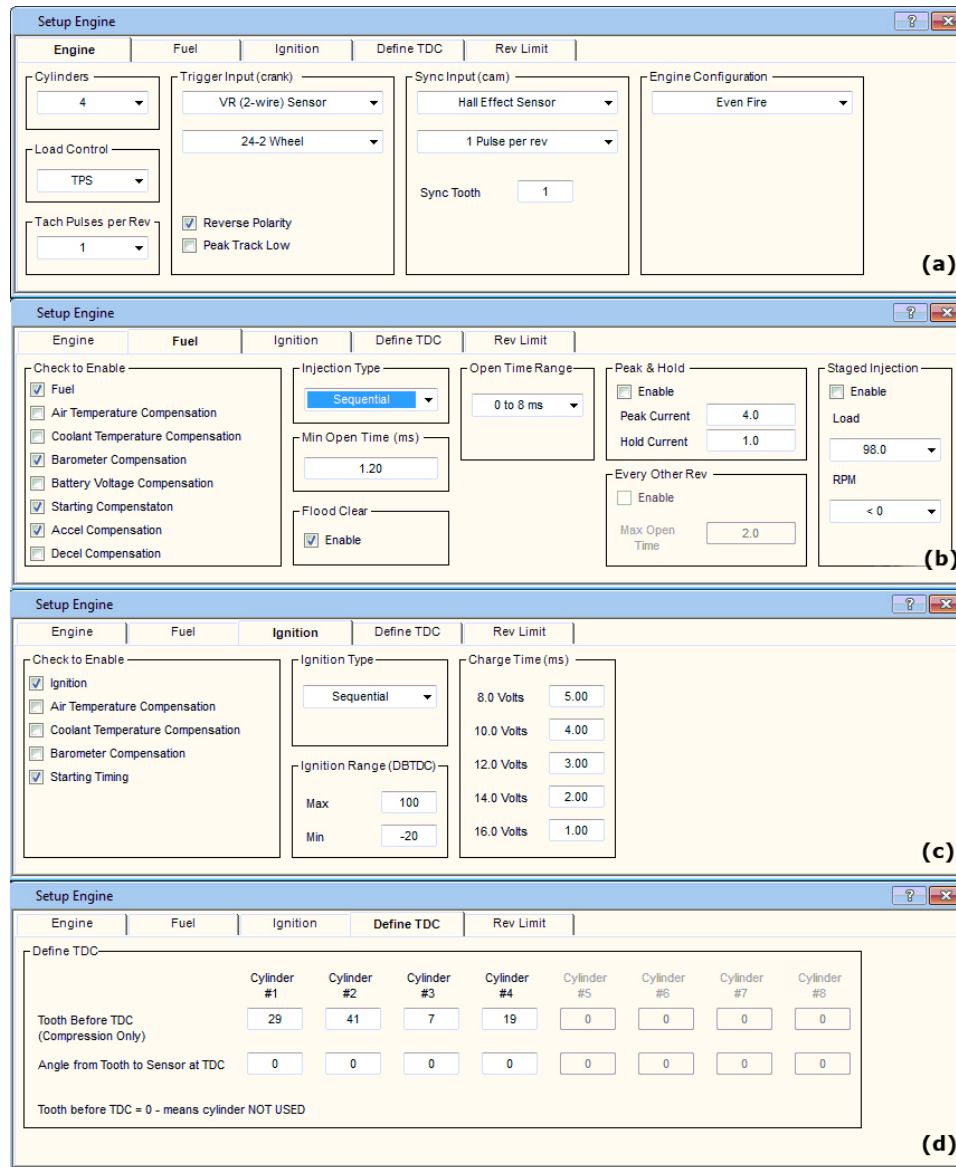 Setup Engine
?
Engine Fuel Ignition Define TDC Rev Limit
Cylinders Trigger Input (crank) Sync Input (cam) Engine Configuration
4 VR (2-wire) Sensor Hall Effect Sensor Even Fire
24-2 Wheel 1 Pulse per rev
Load Control
TPS Sync Tooth 1
Tach Pulses per Rev Reverse Polarity
1 Peak Track Low
(a)
Setup Engine
?
Engine Fuel Ignition Define TDC Rev Limit
Check to Enable Injection Type Open Time Range Peak & Hold Staged Injection
Fuel Sequential 0 to 8 ms Enable Enable
Air Temperature Compensation Peak Current 4.0 Load
Coolant Temperature Compensation Min Open Time (ms) Hold Current 1.0 98.0
Barometer Compensation 1.20
Battery Voltage Compensation Every Other Rev RPM
Starting Compenstaton Flood Clear Enable < 0
Accel Compensation Enable Max Open Time 2.0
Decel Compensation
(b)
Setup Engine
?
Engine Fuel Ignition Define TDC Rev Limit
Check to Enable Ignition Type Charge Time (ms)
Ignition Sequential 8.0 Volts 5.00
Air Temperature Compensation
Coolant Temperature Compensation 10.0 Volts 4.00
Barometer Compensation
Starting Timing Ignition Range (DBTDC) 12.0 Volts 3.00
Max 100 14.0 Volts 2.00
Min -20 16.0 Volts 1.00
(c)
Setup Engine
?
Engine Fuel Ignition Define TDC Rev Limit
Define TDC
Cylinder Cylinder Cylinder Cylinder Cylinder Cylinder Cylinder Cylinder
#1 #2 #3 #4 #5 #6 #7 #8
Tooth Before TDC 29 41 7 19 0 0 0 0
(Compression Only)
Angle from Tooth to Sensor at TDC 0 0 0 0 0 0 0 0
Tooth before TDC = 0 - means cylinder NOT USED
(d)